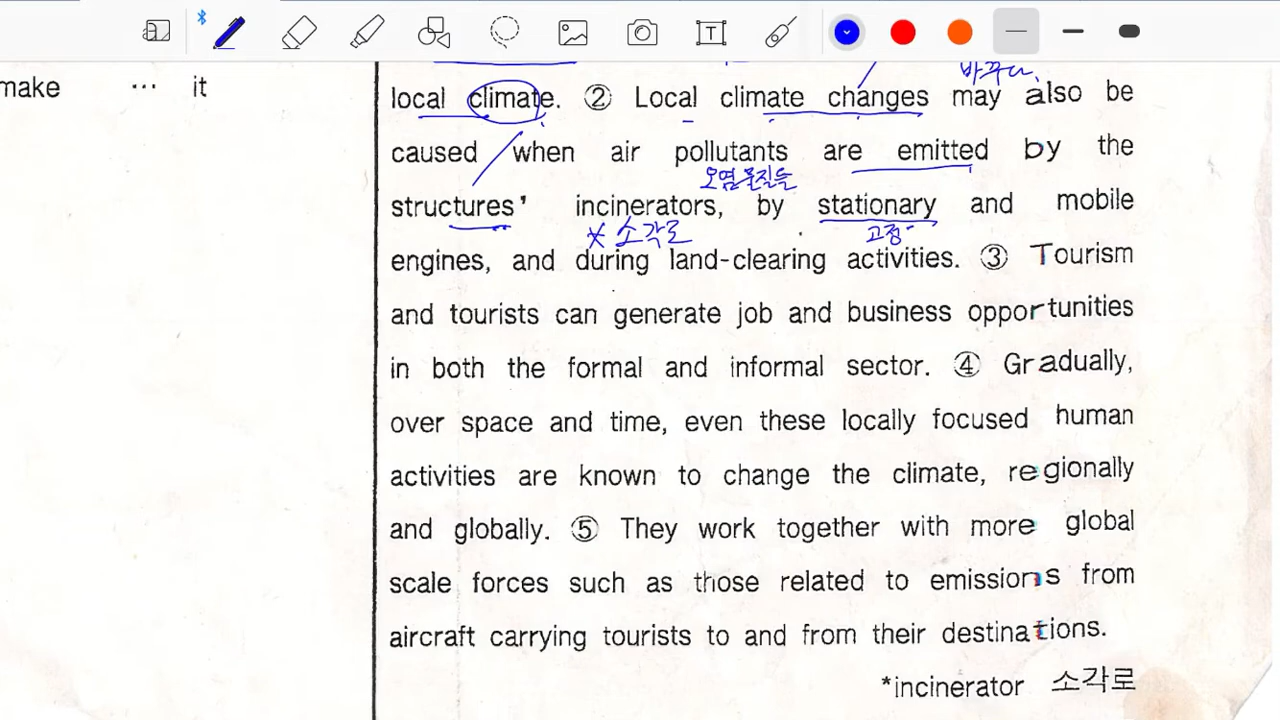 make … it
바꾸다.
local climate. ② Local climate changes may also be
caused when air pollutants are emitted by the
오염물질들
structures' incinerators, by stationary and mobile
* 소각로 고정
engines, and during land-clearing activities. ③ Tourism
and tourists can generate job and business opportunities
in both the formal and informal sector. ④ Gradually,
over space and time, even these locally focused human
activities are known to change the climate, regionally
and globally. ⑤ They work together with more global
scale forces such as those related to emissions from
aircraft carrying tourists to and from their destinations.
*incinerator 소각로